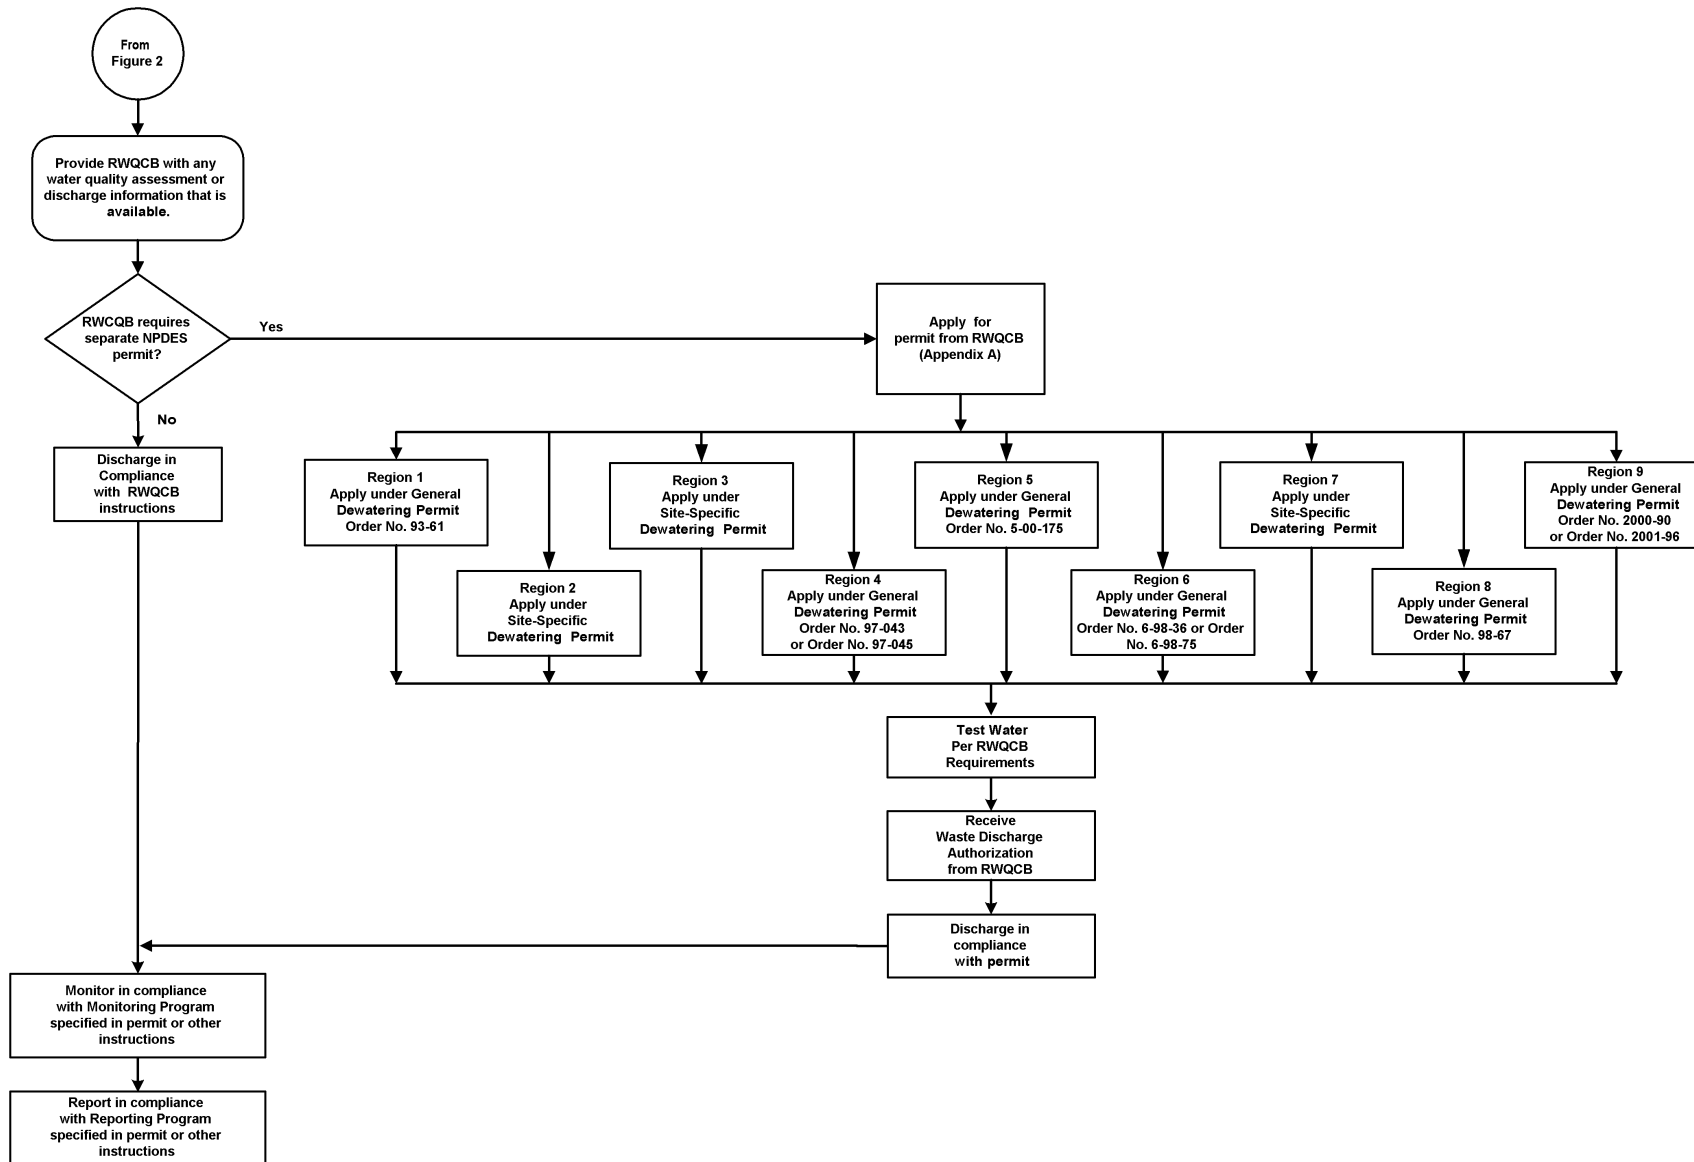 From
Figure 2
Provide RWQCB with any
water quality assessment or
discharge information that is
available.
RWCQB requires
separate NPDES
permit?
Yes
No
Apply for
permit from RWQCB
(Appendix A)
Discharge in
Compliance
with RWQCB
instructions
Region 1
Apply under General
Dewatering Permit
Order No. 93-61
Region 2
Apply under
Site-Specific
Dewatering Permit
Region 3
Apply under
Site-Specific
Dewatering Permit
Region 4
Apply under General
Dewatering Permit
Order No. 97-043
or Order No. 97-045
Region 5
Apply under General
Dewatering Permit
Order No. 5-00-175
Region 6
Apply under General
Dewatering Permit
Order No. 6-98-36 or Order
No. 6-98-75
Region 7
Apply under
Site-Specific
Dewatering Permit
Region 8
Apply under General
Dewatering Permit
Order No. 98-67
Region 9
Apply under General
Dewatering Permit
Order No. 2000-90
or Order No. 2001-96
Test Water
Per RWQCB
Requirements
Receive
Waste Discharge
Authorization
from RWQCB
Discharge in
compliance
with permit
Monitor in compliance
with Monitoring Program
specified in permit or other
instructions
Report in compliance
with Reporting Program
specified in permit or other
instructions